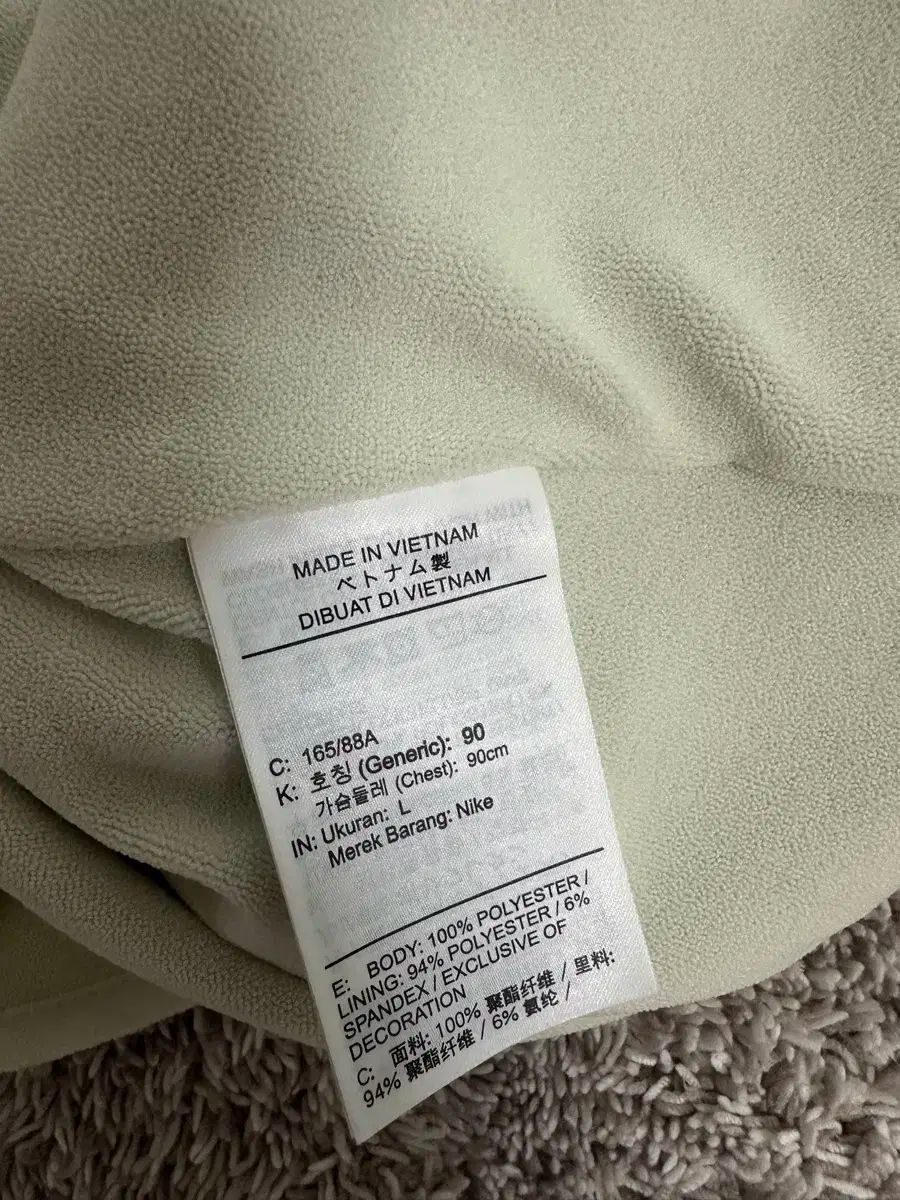 MADE IN VIETNAM
ベトナム製
DIBUAT DI VIETNAM
C: 165/88A
K: 호칭 (Generic): 90
가슴둘레 (Chest): 90cm
IN: Ukuran: L
Merek Barang: Nike
E: BODY: 100% POLYESTER /
LINING: 94% POLYESTER / 6%
SPANDEX / EXCLUSIVE OF
DECORATION
C: 面料: 100% 聚酯纤维 / 里料:
94% 聚酯纤维 / 6% 氨纶 /